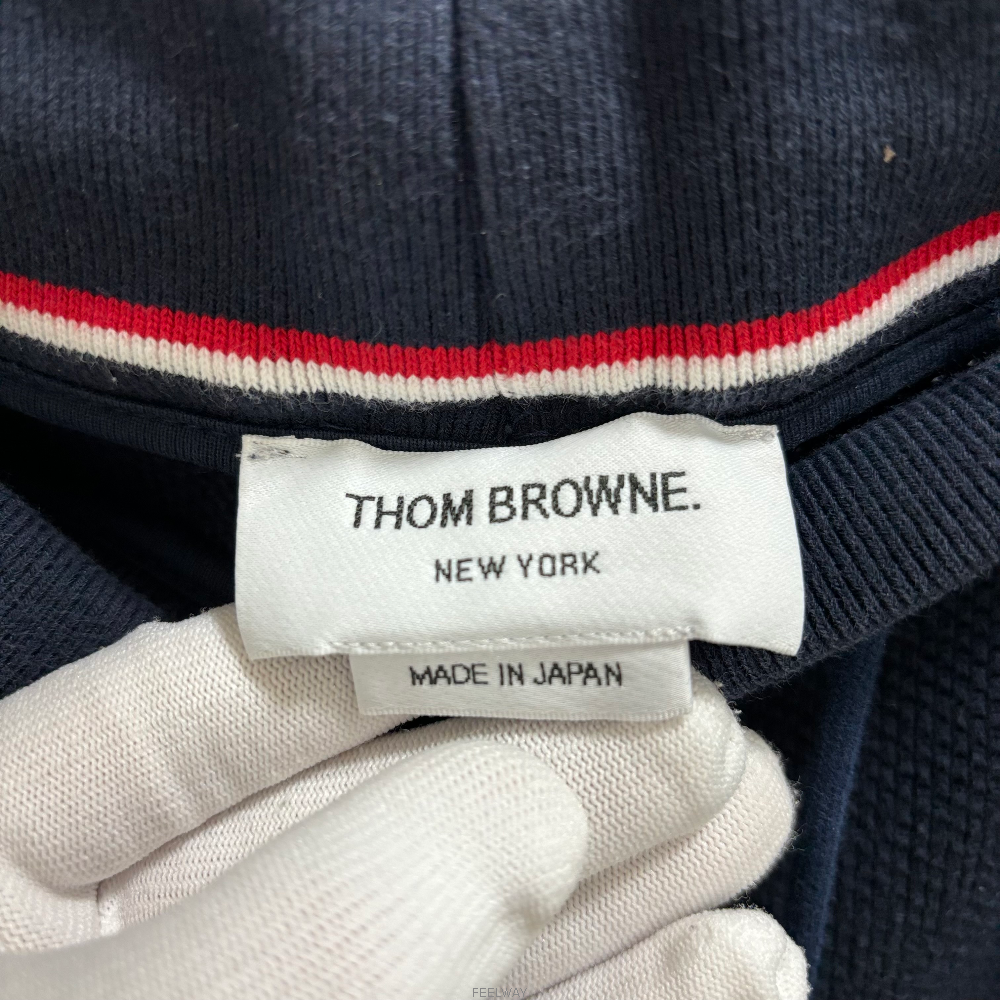 THOM BROWNE.
NEW YORK
MADE IN JAPAN
FEELWAY